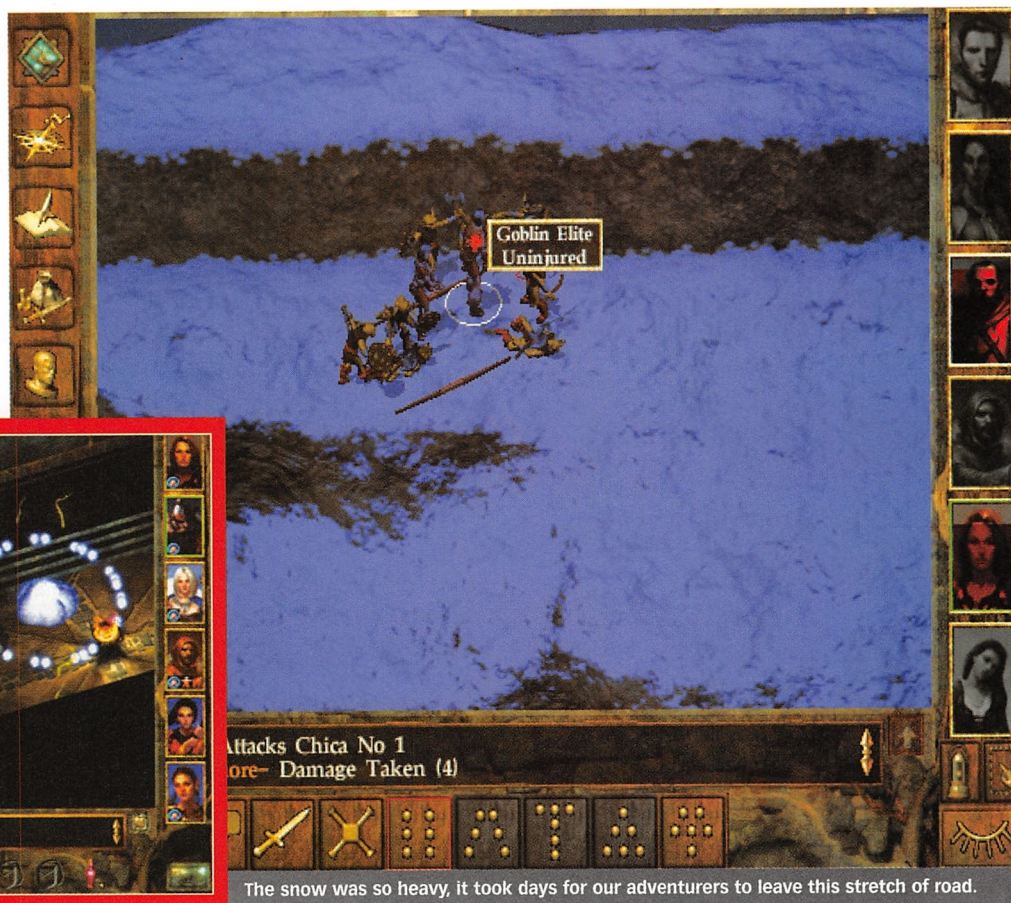 Goblin Elite
Uninjured
Attacks Chica No 1
Damage Taken (4)
The snow was so heavy, it took days for our adventurers to leave this stretch of road.